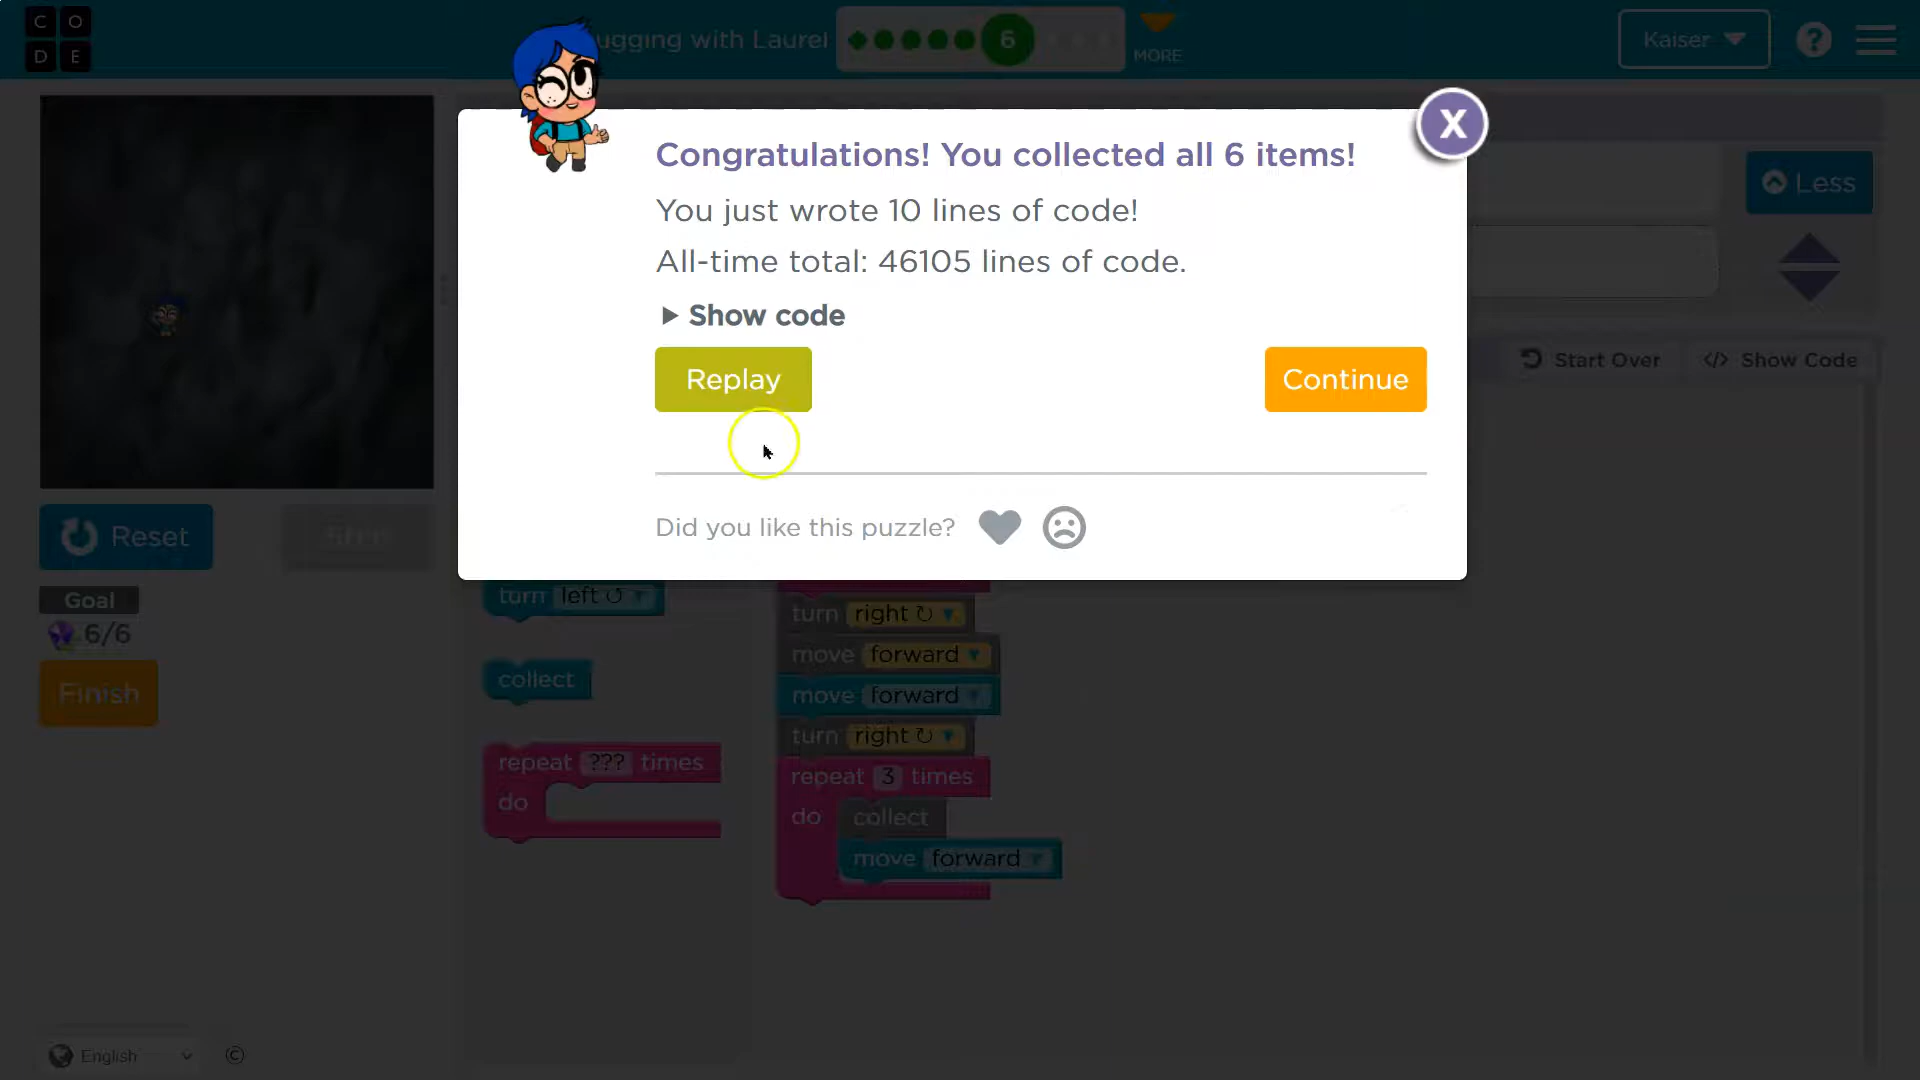 C O
D E
ugging with Laurel
6
MORE
Kaiser
?
X
Congratulations! You collected all 6 items!
You just wrote 10 lines of code!
All-time total: 46105 lines of code.
Show code
Replay
Continue
Did you like this puzzle?
Less
Start Over
</> Show Code
Reset
Step
Goal
6/6
Finish
turn left ↺
collect
repeat ??? times
do
turn right ↻
move forward
move forward
turn right ↻
repeat 3 times
do collect
move forward
English
©